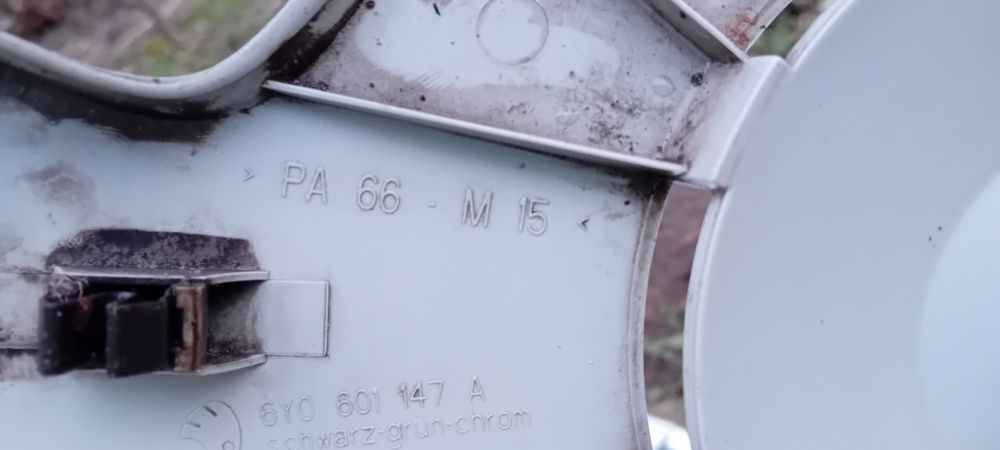 > PA 66 - M 15 <
6Y0 601 147 A
schwarz-grün-chrom